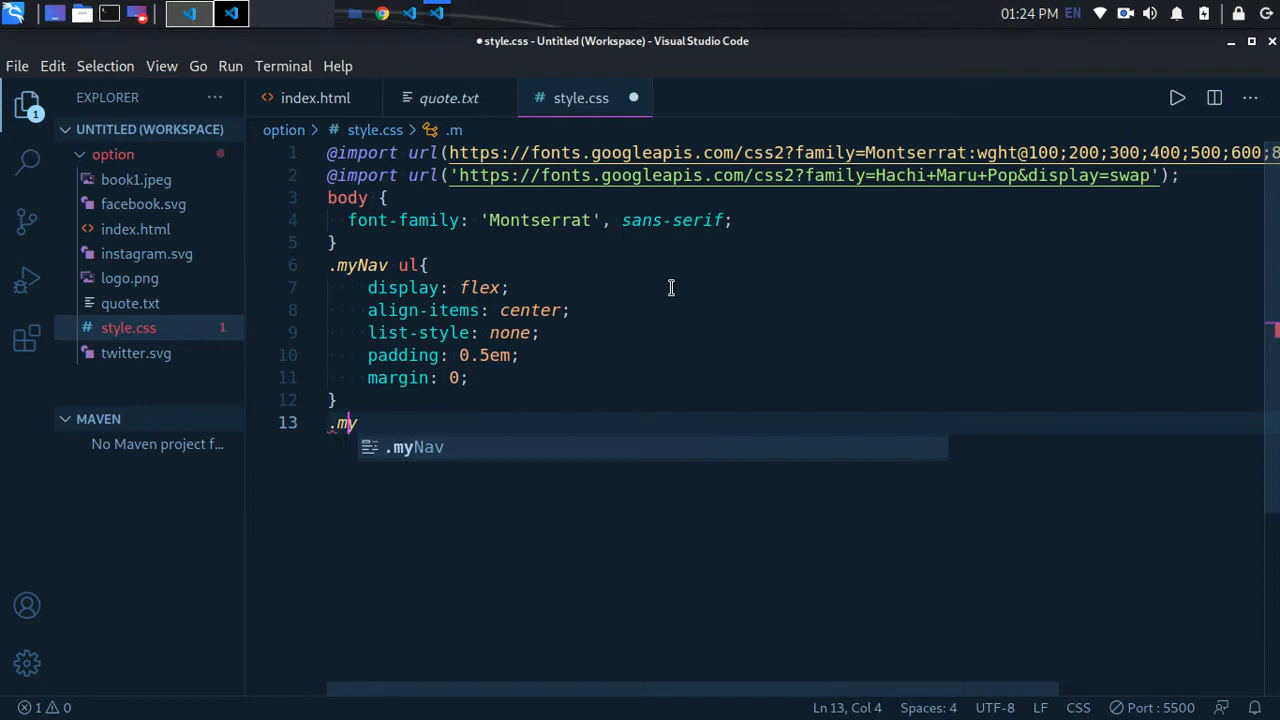 01:24 PM EN
style.css - Untitled (Workspace) - Visual Studio Code
File Edit Selection View Go Run Terminal Help
EXPLORER
index.html
quote.txt
style.css
1
UNTITLED (WORKSPACE)
option > style.css > .m
option
book1.jpeg
facebook.svg
index.html
instagram.svg
logo.png
quote.txt
style.css 1
twitter.svg
MAVEN
No Maven project f...
1 @import url(https://fonts.googleapis.com/css2?family=Montserrat:wght@100;200;300;400;500;600;8
2 @import url('https://fonts.googleapis.com/css2?family=Hachi+Maru+Pop&display=swap');
3 body {
4 font-family: 'Montserrat', sans-serif;
5 }
6 .myNav ul{
7 display: flex;
8 align-items: center;
9 list-style: none;
10 padding: 0.5em;
11 margin: 0;
12 }
13 .my
.myNav
1 0
Ln 13, Col 4 Spaces: 4 UTF-8 LF CSS Port : 5500